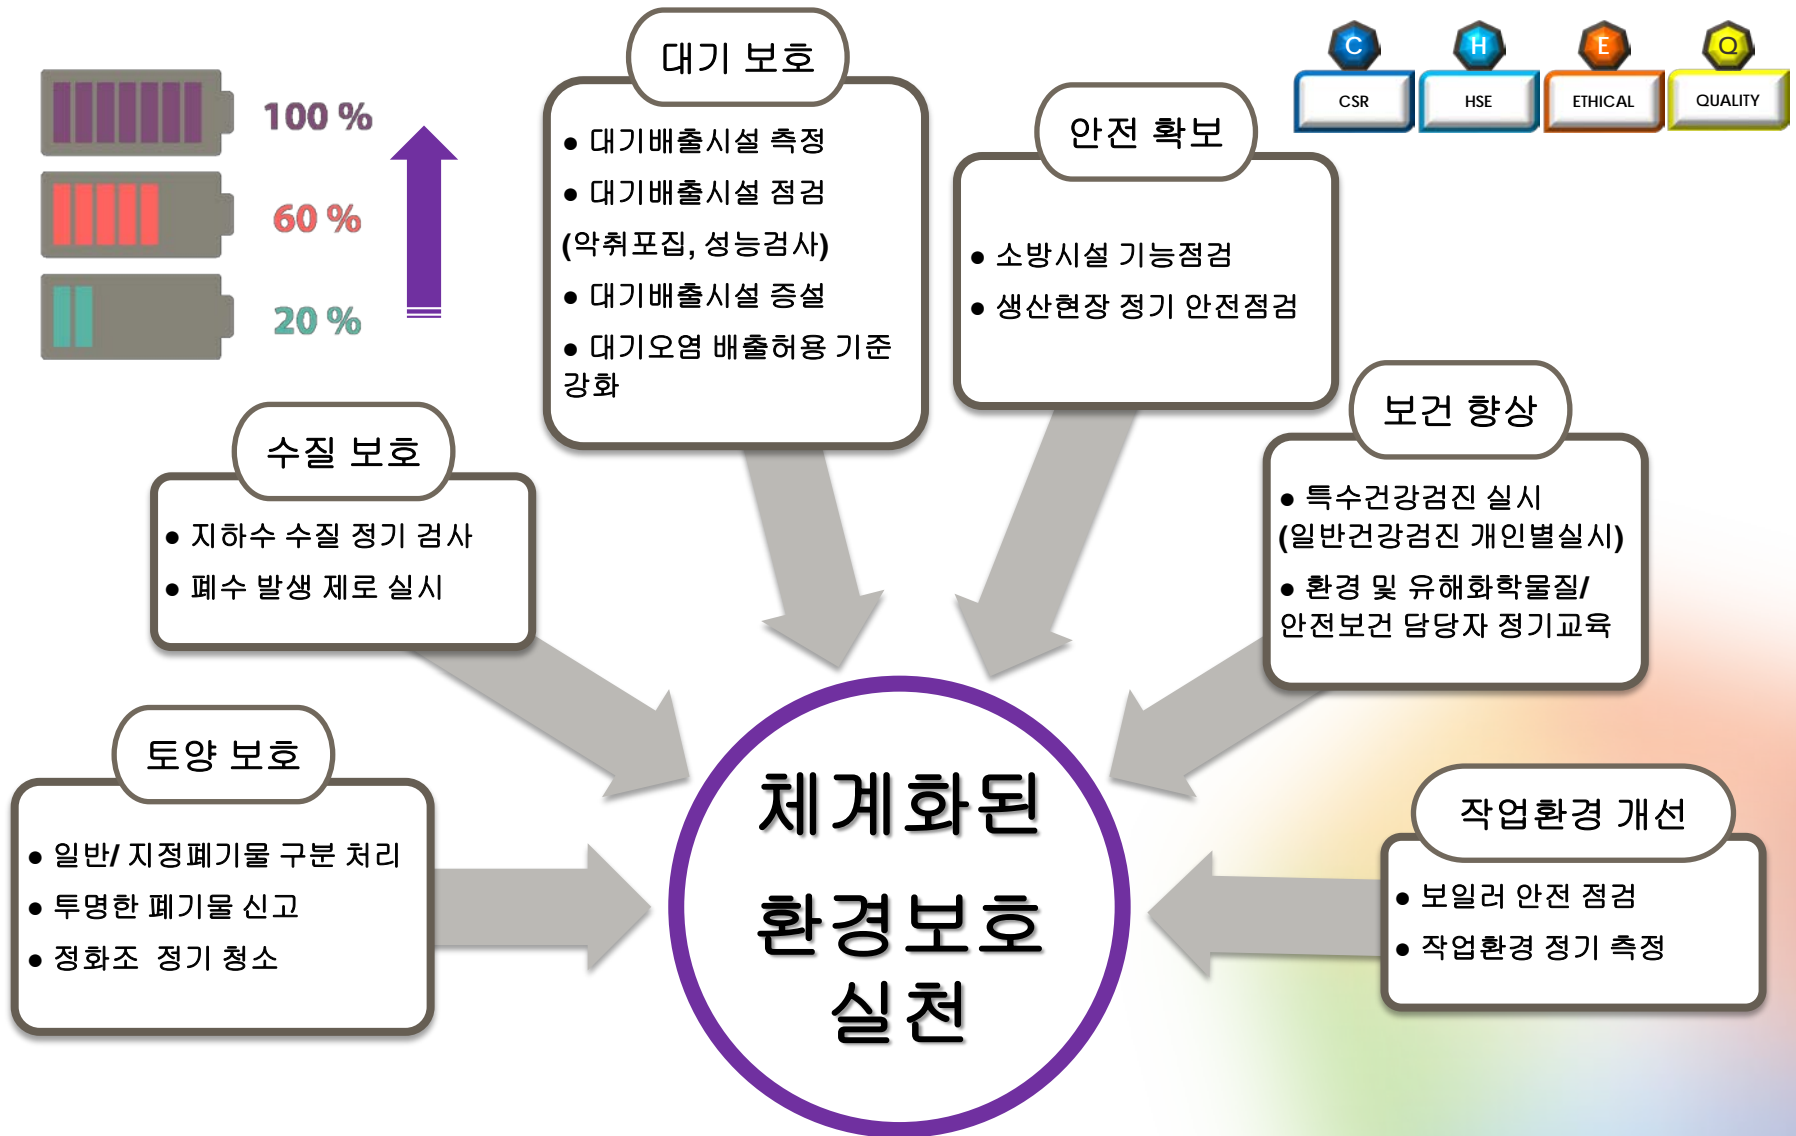 100 %
60 %
20 %
대기 보호
● 대기배출시설 측정
● 대기배출시설 점검
(악취포집, 성능검사)
● 대기배출시설 증설
● 대기오염 배출허용 기준
강화
안전 확보
● 소방시설 기능점검
● 생산현장 정기 안전점검
C
H
E
Q
CSR
HSE
ETHICAL
QUALITY
수질 보호
● 지하수 수질 정기 검사
● 폐수 발생 제로 실시
보건 향상
● 특수건강검진 실시
(일반건강검진 개인별실시)
● 환경 및 유해화학물질/
안전보건 담당자 정기교육
토양 보호
● 일반/ 지정폐기물 구분 처리
● 투명한 폐기물 신고
● 정화조  정기 청소
체계화된
환경보호
실천
작업환경 개선
● 보일러 안전 점검
● 작업환경 정기 측정